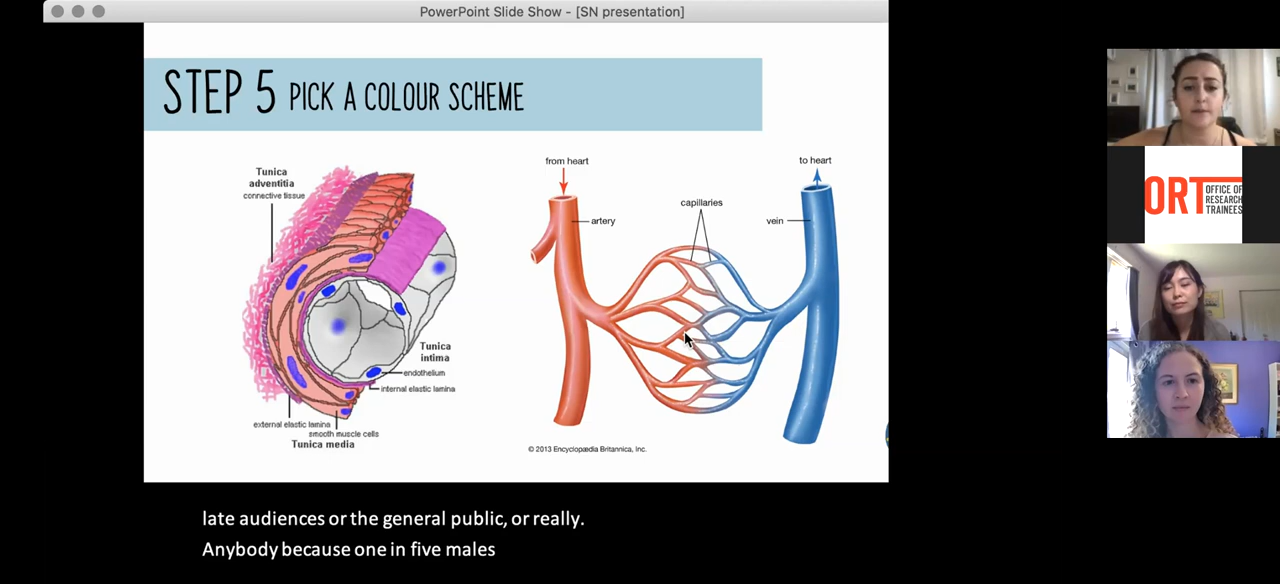 PowerPoint Slide Show - [SN presentation]
STEP 5 PICK A COLOUR SCHEME
Tunica
adventitia
connective tissue
Tunica
intima
endothelium
internal elastic lamina
external elastic lamina
smooth muscle cells
Tunica media
from heart
artery
capillaries
to heart
vein
© 2013 Encyclopædia Britannica, Inc.
ORT OFFICE OF
RESEARCH
TRAINEES
late audiences or the general public, or really.
Anybody because one in five males